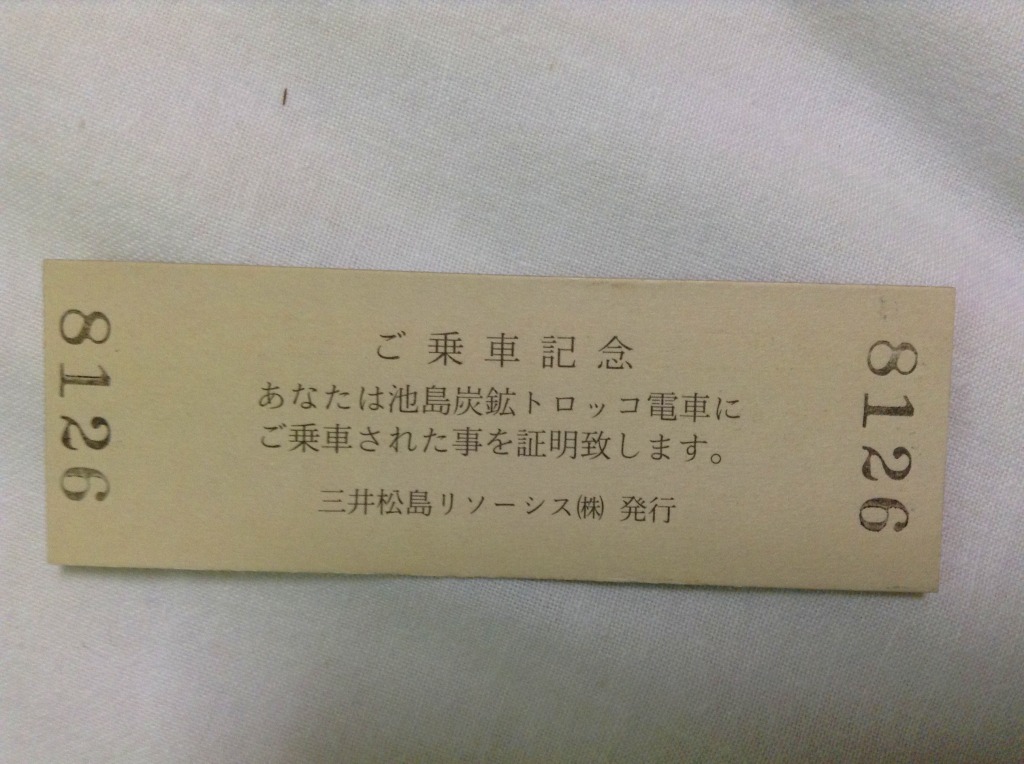 8126
ご乗車記念
あなたは池島炭鉱トロッコ電車に
ご乗車された事を証明致します。
三井松島リソーシス㈱ 発行
8126